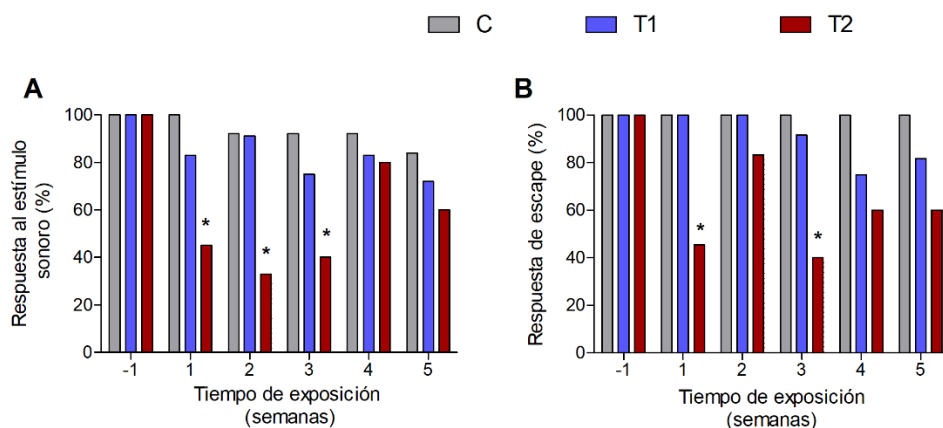 C T1 T2
A
Respuesta al estímulo
sonoro (%)
100
80
60
40
20
0
* * *
-1 1 2 3 4 5
Tiempo de exposición
(semanas)
B
Respuesta de escape (%)
100
80
60
40
20
0
* *
-1 1 2 3 4 5
Tiempo de exposición
(semanas)